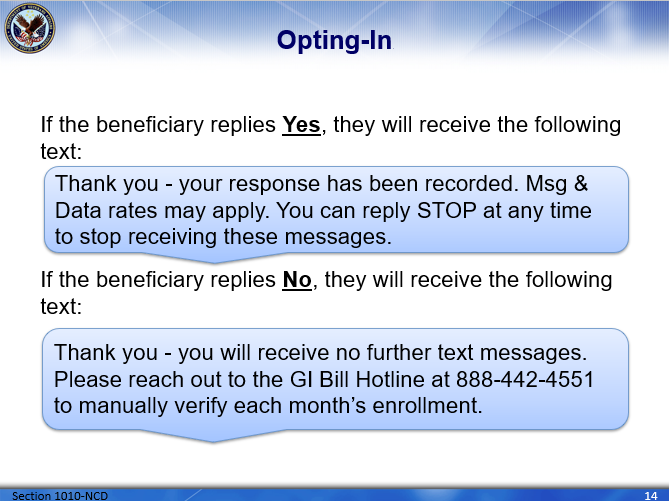 Opting-In
If the beneficiary replies Yes, they will receive the following
text:
Thank you - your response has been recorded. Msg &
Data rates may apply. You can reply STOP at any time
to stop receiving these messages.
If the beneficiary replies No, they will receive the following
text:
Thank you - you will receive no further text messages.
Please reach out to the GI Bill Hotline at 888-442-4551
to manually verify each month’s enrollment.
Section 1010-NCD
14